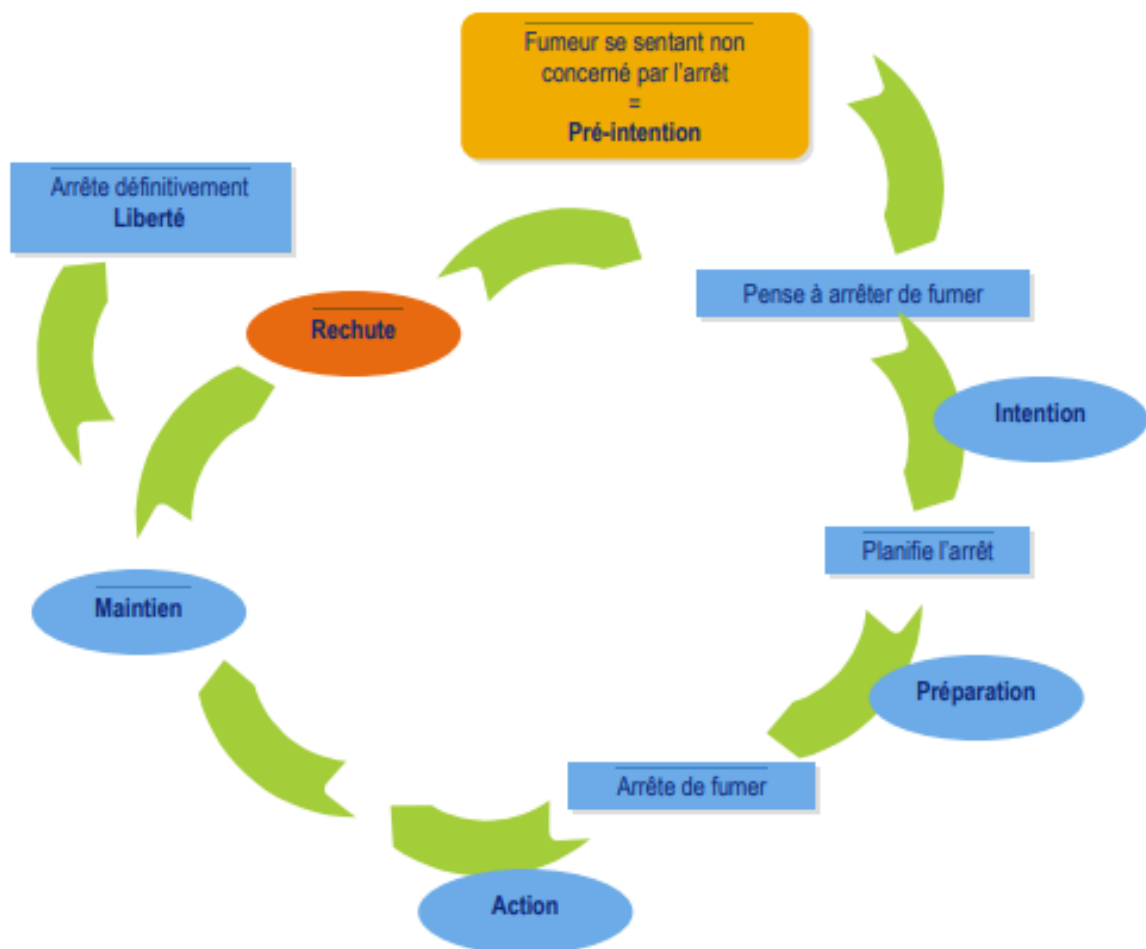 Fumeur se sentant non
concerné par l'arrêt
=
Pré-intention
Arrête définitivement
Liberté
Pense à arrêter de fumer
Rechute
Intention
Planifie l'arrêt
Maintien
Préparation
Arrête de fumer
Action